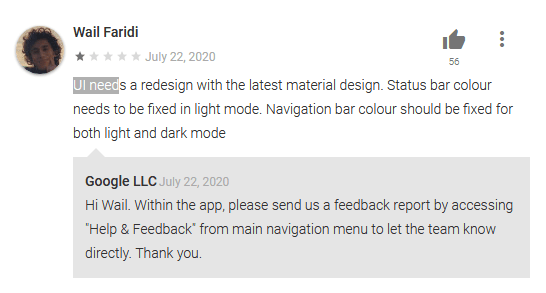 Wail Faridi
July 22, 2020
56
UI needs a redesign with the latest material design. Status bar colour
needs to be fixed in light mode. Navigation bar colour should be fixed for
both light and dark mode
Google LLC July 22, 2020
Hi Wail. Within the app, please send us a feedback report by accessing
"Help & Feedback" from main navigation menu to let the team know
directly. Thank you.